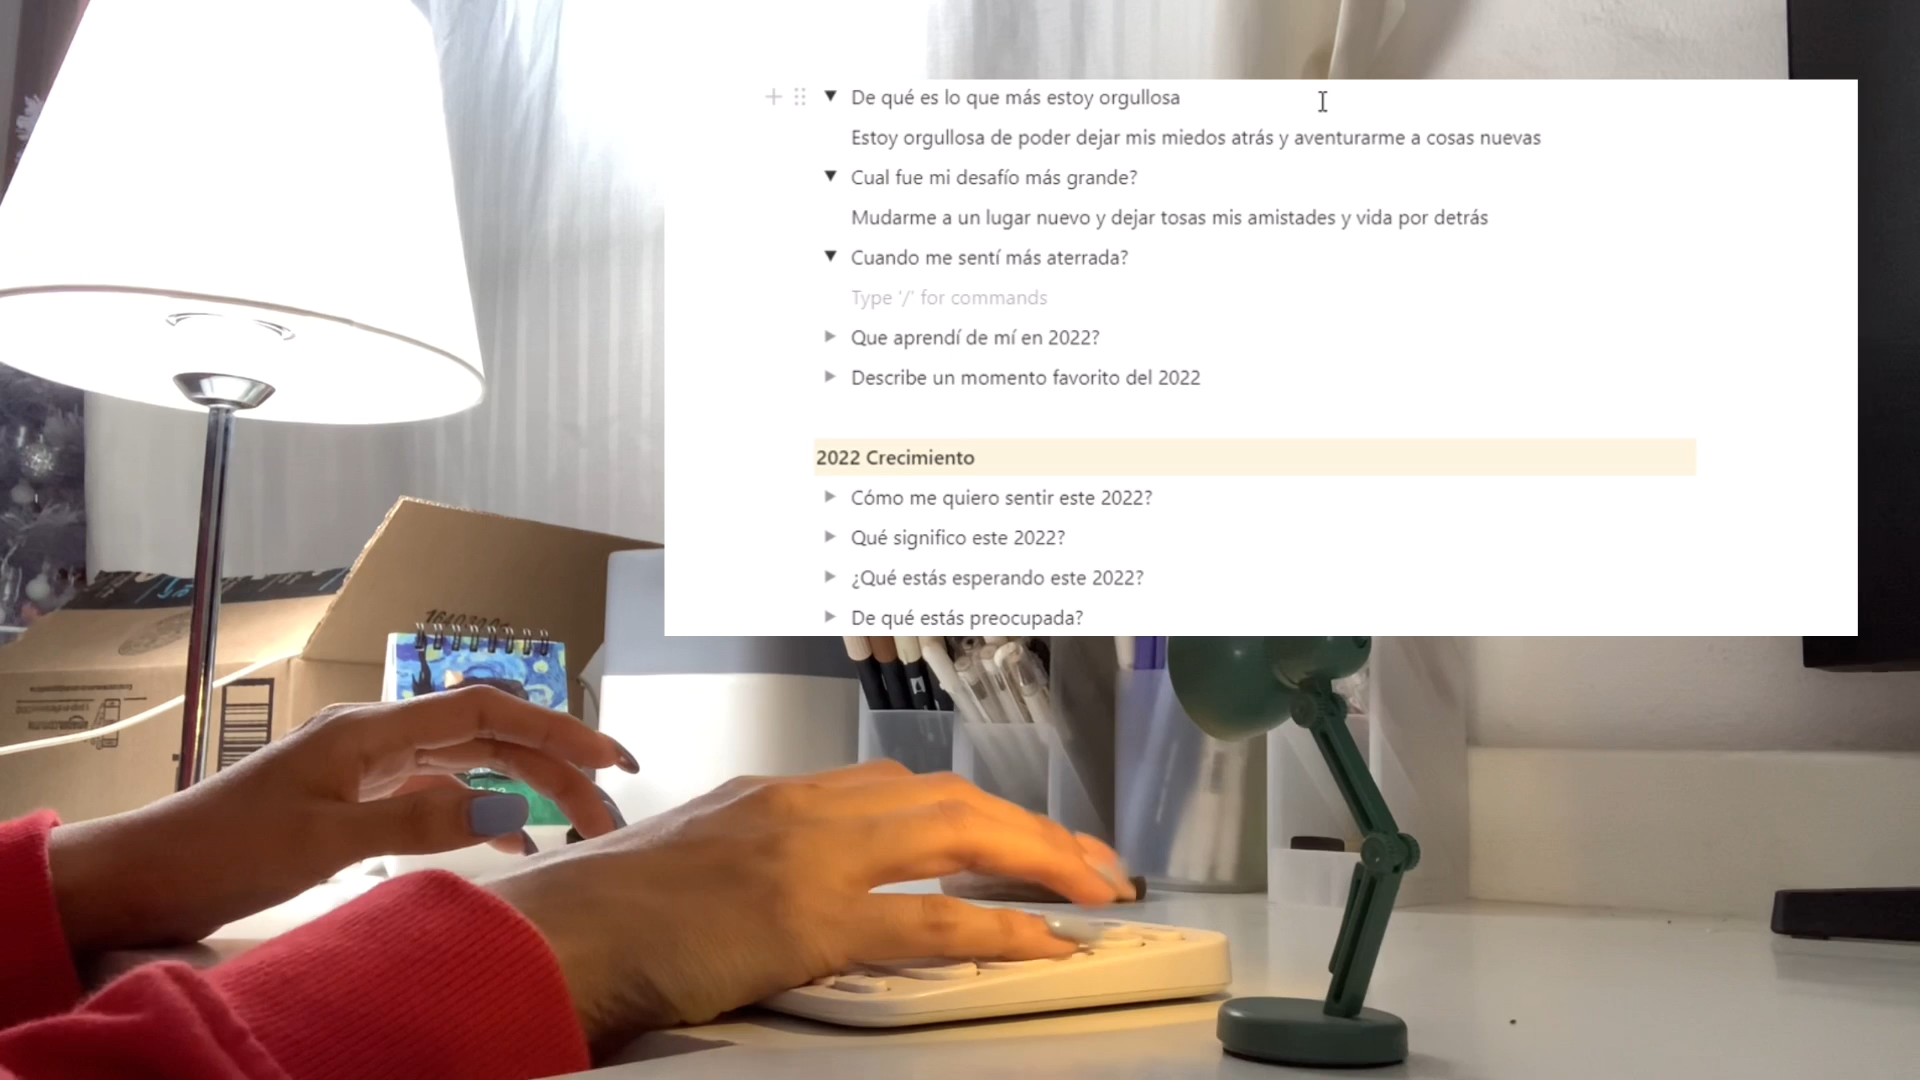 De qué es lo que más estoy orgullosa
Estoy orgullosa de poder dejar mis miedos atrás y aventurarme a cosas nuevas
Cual fue mi desafío más grande?
Mudarme a un lugar nuevo y dejar tosas mis amistades y vida por detrás
Cuando me sentí más aterrada?
Type '/' for commands
Que aprendí de mí en 2022?
Describe un momento favorito del 2022
2022 Crecimiento
Cómo me quiero sentir este 2022?
Qué significo este 2022?
¿Qué estás esperando este 2022?
De qué estás preocupada?